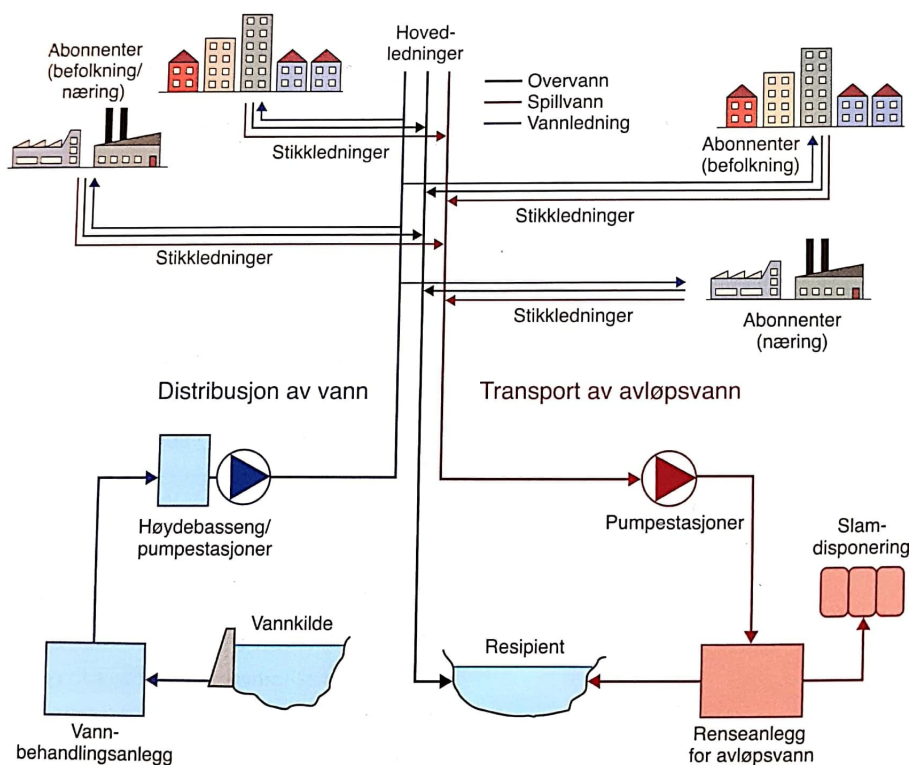 Hoved-
ledninger
Abonnenter
(befolkning/
næring)
Overvann
Spillvann
Vannledning
Stikkledninger
Abonnenter
(befolkning)
Stikkledninger
Stikkledninger
Stikkledninger
Abonnenter
(næring)
Distribusjon av vann
Transport av avløpsvann
Høydebasseng/
pumpestasjoner
Pumpestasjoner
Slam-
disponering
Vannkilde
Resipient
Vann-
behandlingsanlegg
Renseanlegg
for avløpsvann